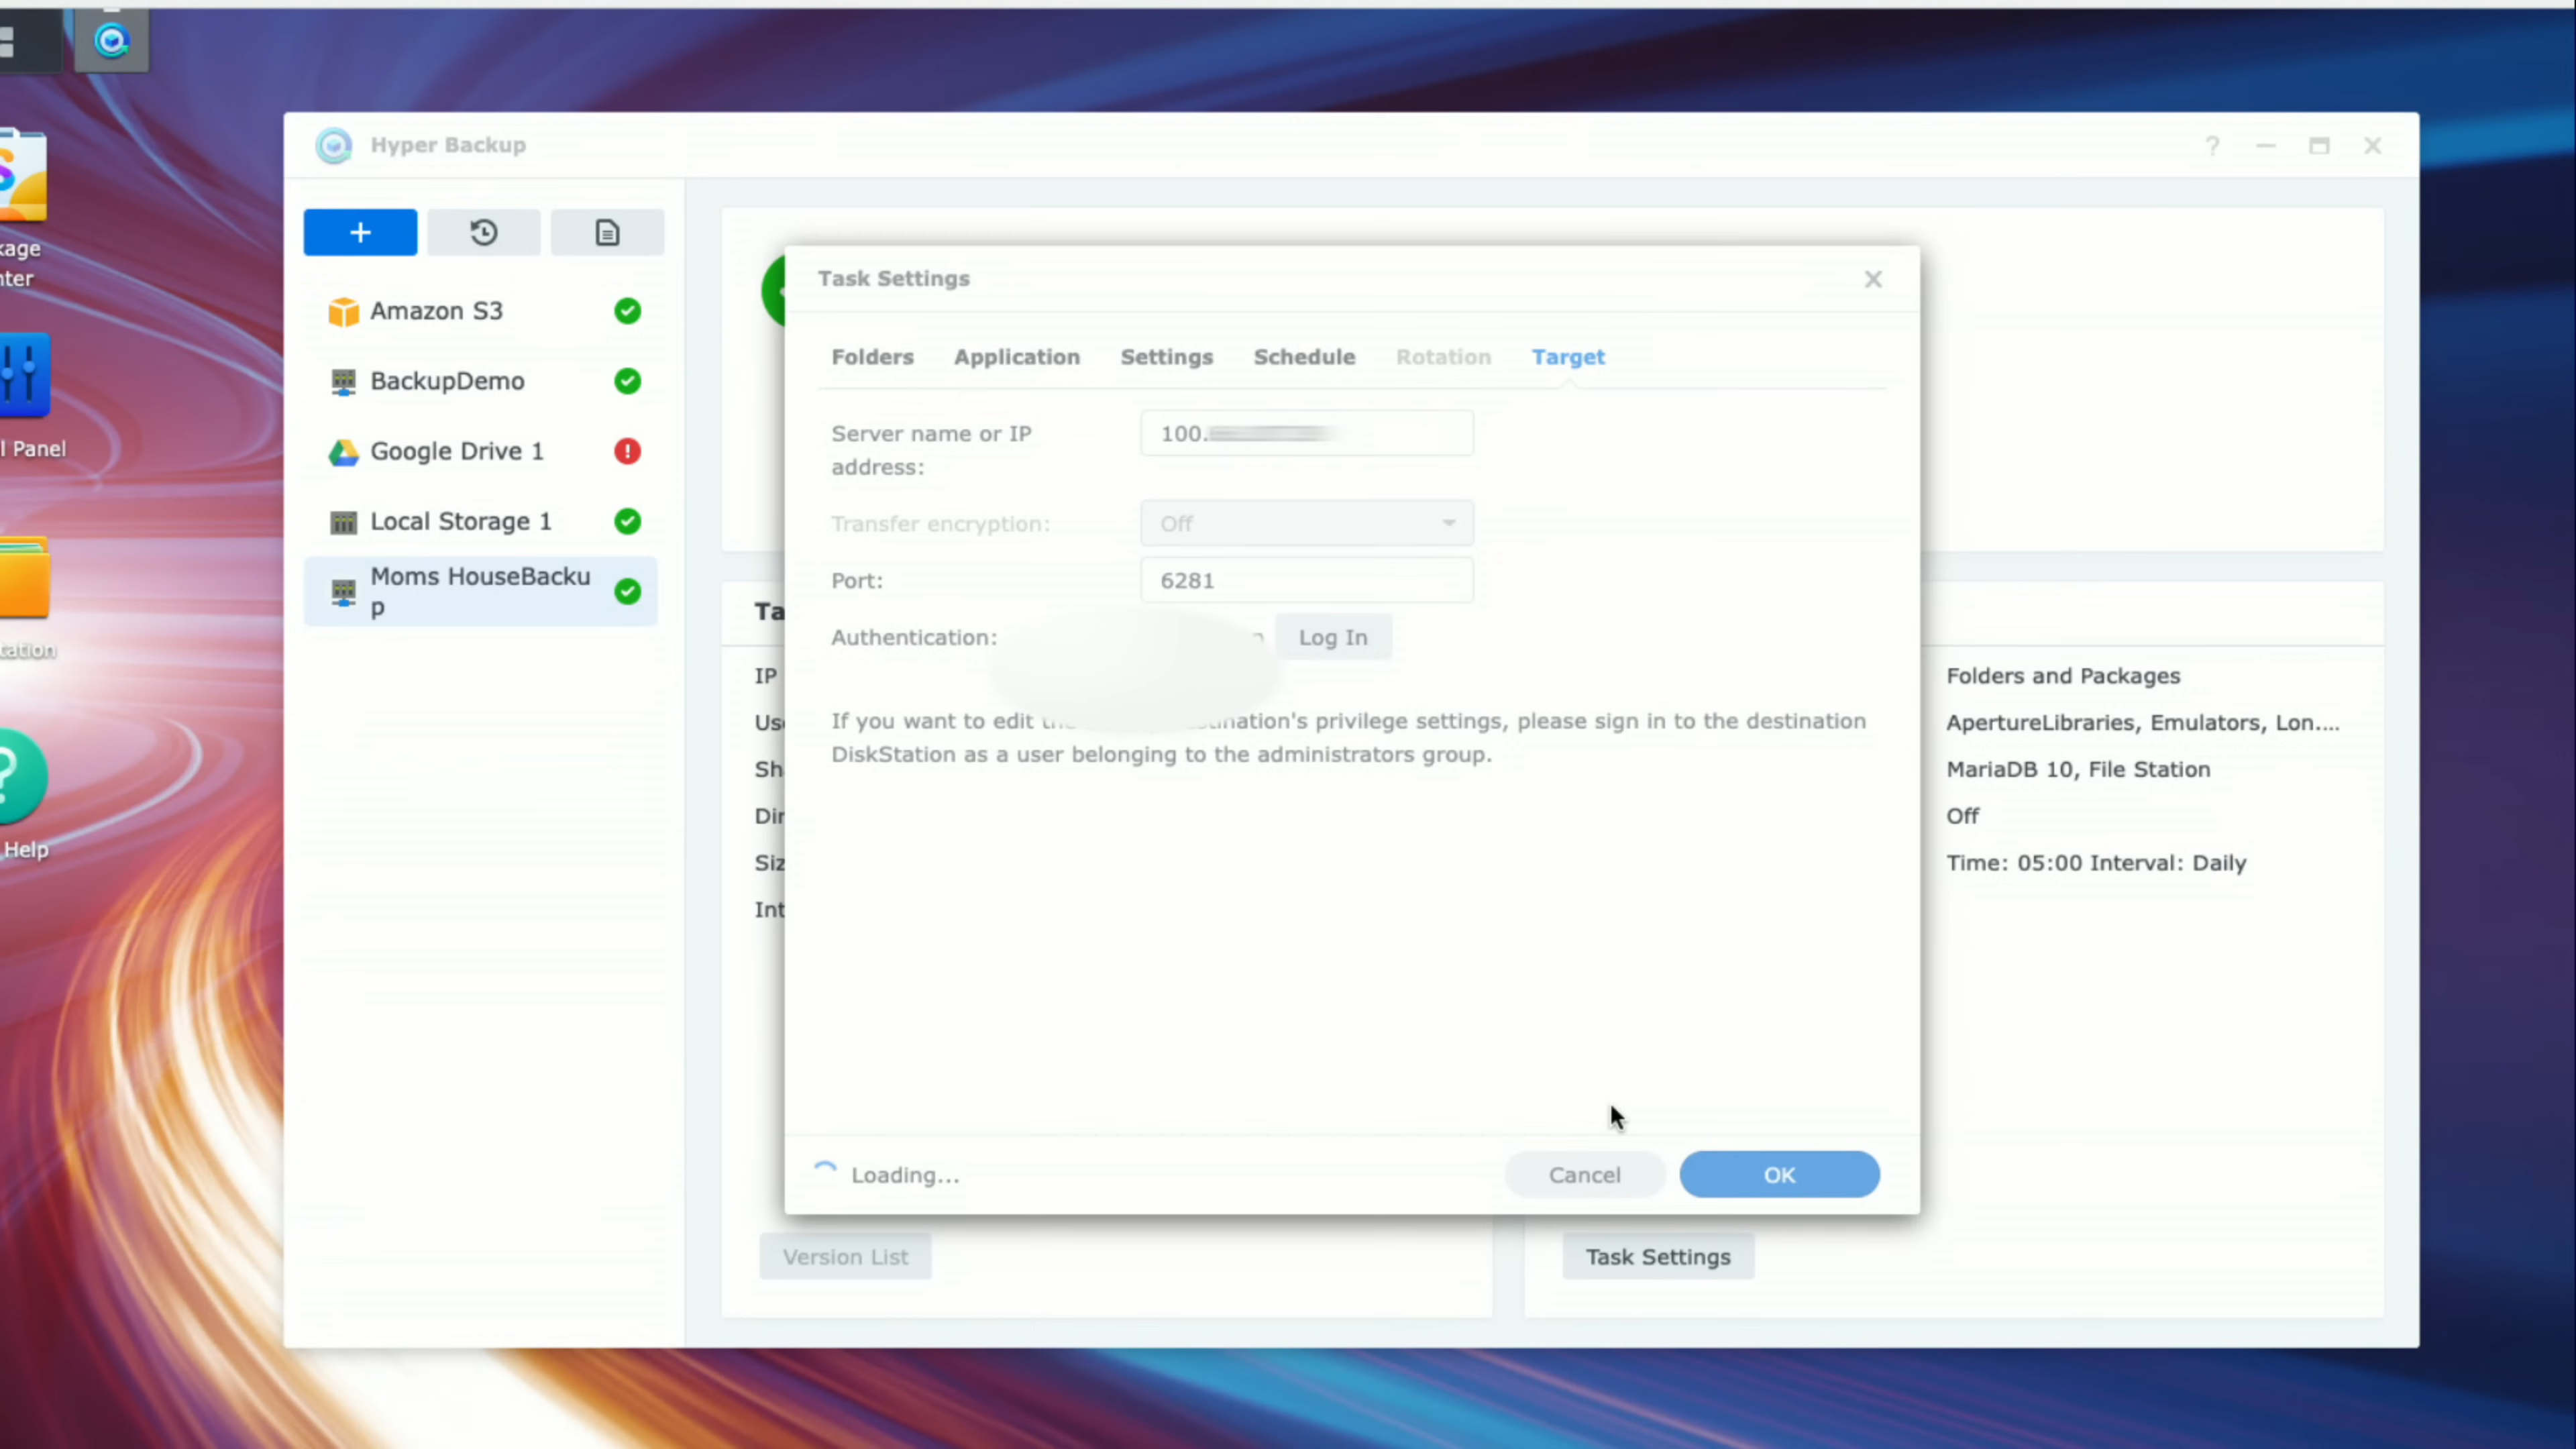 Hyper Backup
?
kage
nter
l Panel
tation
?
Help
Amazon S3
BackupDemo
Google Drive 1
Local Storage 1
Moms HouseBacku
p
Task Settings
Folders Application Settings Schedule Rotation Target
Server name or IP
address:
100.
Transfer encryption: Off
Port: 6281
Authentication: Log In
If you want to edit nation's privilege settings, please sign in to the destination
DiskStation as a user belonging to the administrators group.
Loading...
Cancel
OK
Ta
IP
Use
Sh
Dir
Siz
Int
Folders and Packages
ApertureLibraries, Emulators, Lon....
MariaDB 10, File Station
Off
Time: 05:00 Interval: Daily
Version List
Task Settings